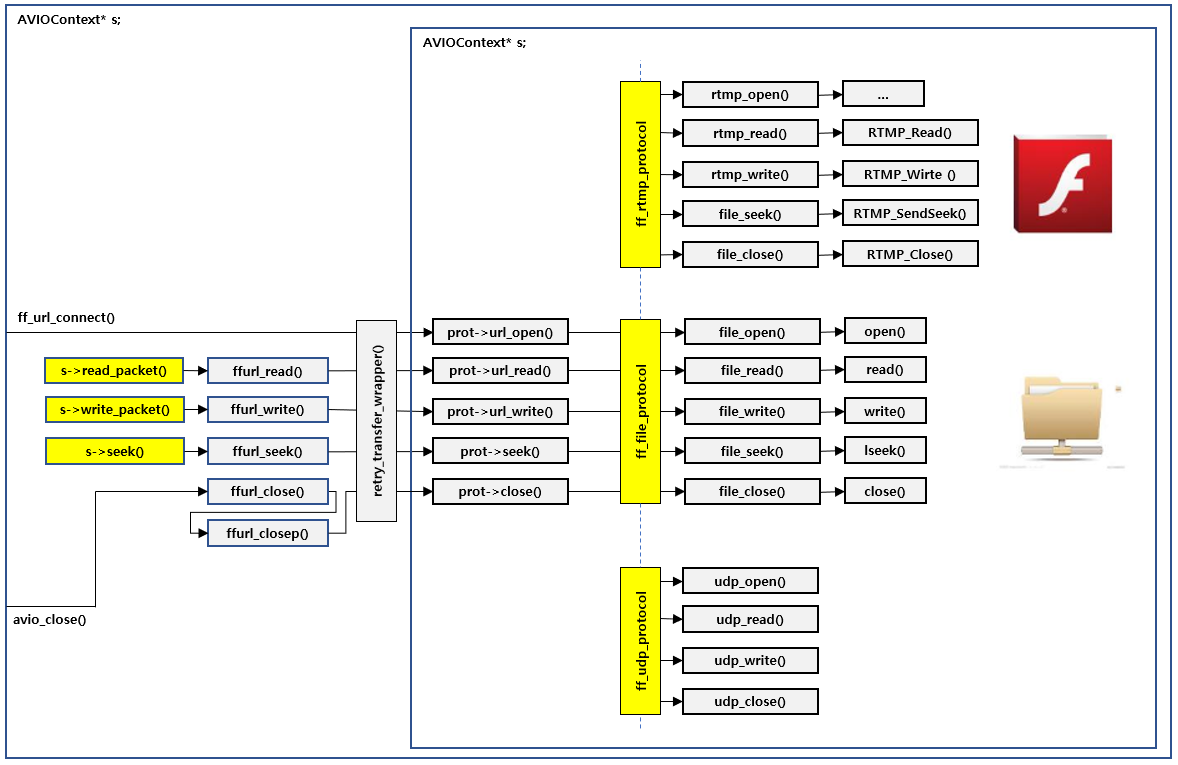 AVIOContext* s;
AVIOContext* s;
ff_rtmp_protocol
rtmp_open()
...
rtmp_read()
RTMP_Read()
rtmp_write()
RTMP_Wirte ()
file_seek()
RTMP_SendSeek()
file_close()
RTMP_Close()
ff_url_connect()
retry_transfer_wrapper()
prot->url_open()
ff_file_protocol
file_open()
open()
s->read_packet()
ffurl_read()
prot->url_read()
file_read()
read()
s->write_packet()
ffurl_write()
prot->url_write()
file_write()
write()
s->seek()
ffurl_seek()
prot->seek()
file_seek()
lseek()
ffurl_close()
prot->close()
file_close()
close()
ffurl_closep()
avio_close()
ff_udp_protocol
udp_open()
udp_read()
udp_write()
udp_close()